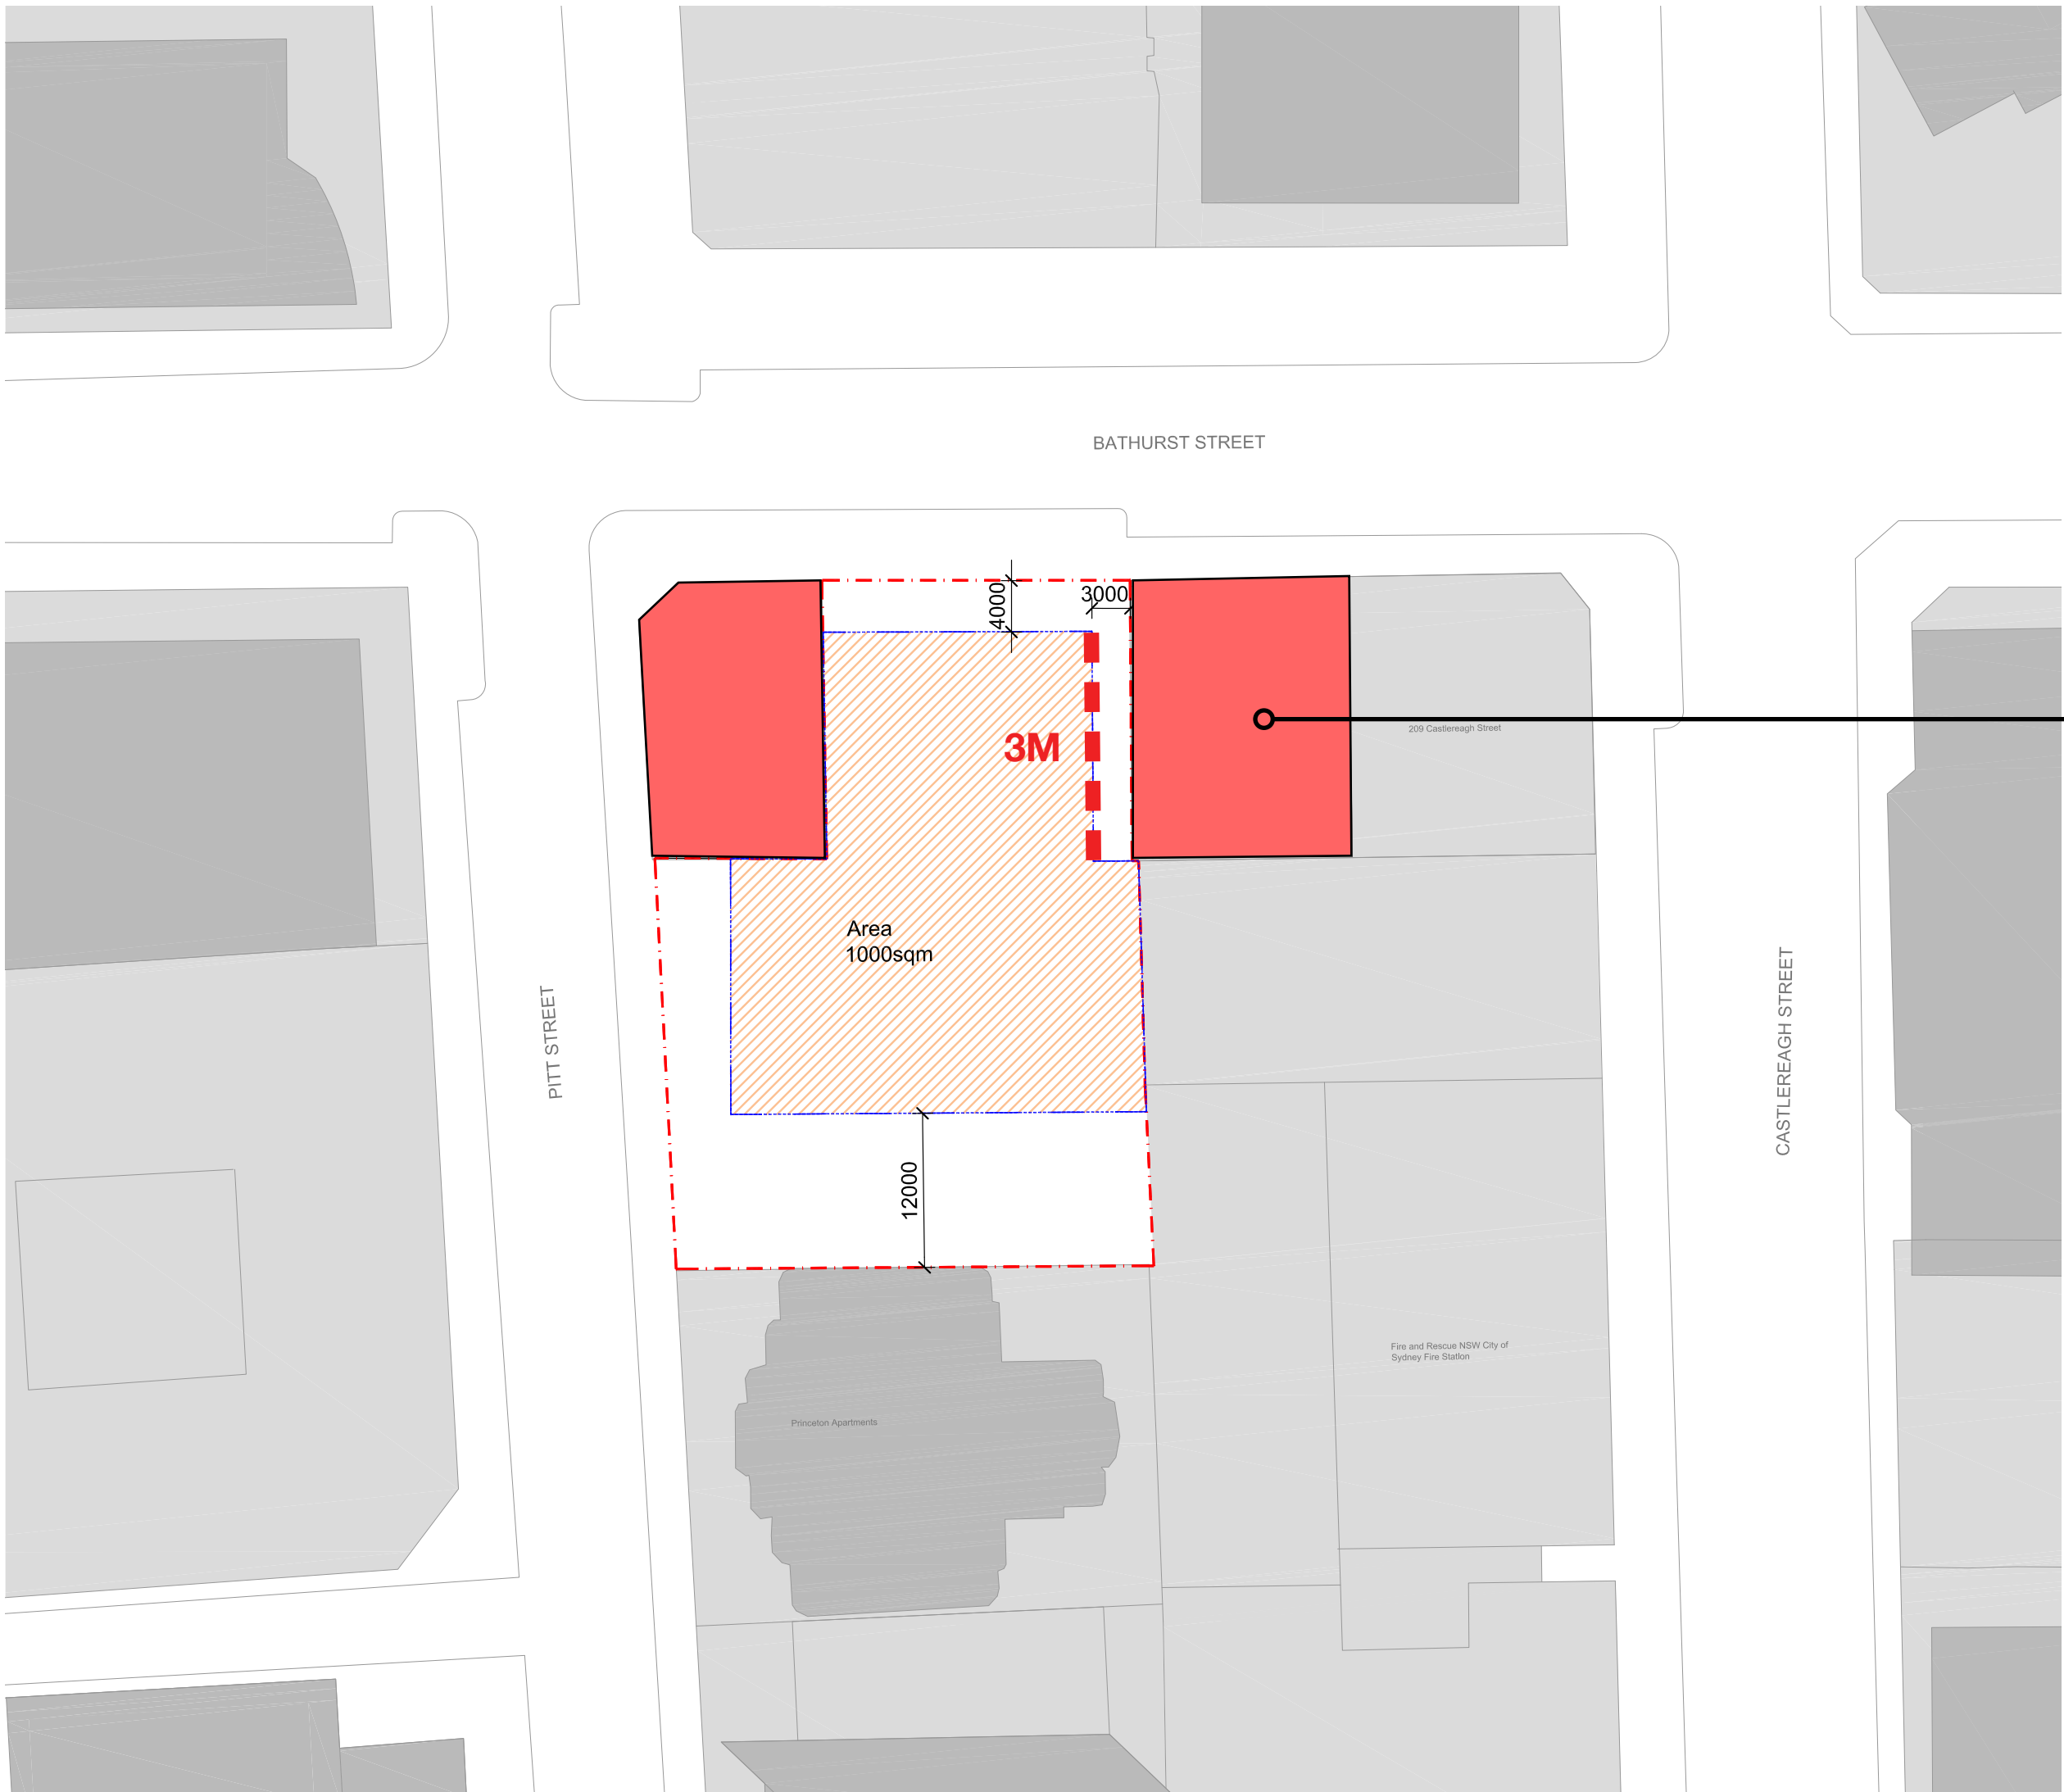 BATHURST STREET
4000
3000
209 Castlereagh Street
3M
Area
1000sqm
PITT STREET
CASTLEREAGH STREET
12000
Fire and Rescue NSW City of
Sydney Fire Station
Princeton Apartments